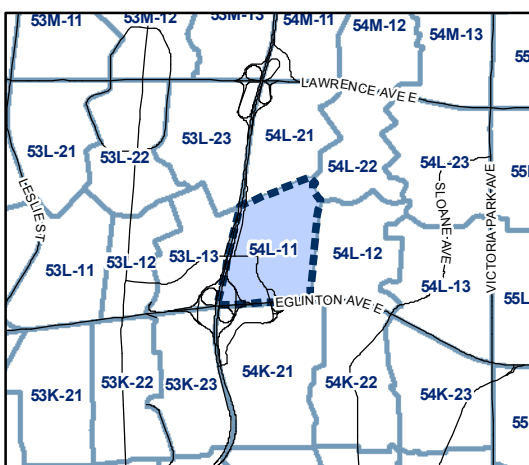 53M-11 53M-12 53M-13 54M-11 54M-12 54M-13 55
LAWRENCE AVE E
53L-21 53L-22 53L-23 54L-21 54L-22 54L-23 55L
LESLIE ST
SLOANE AVE
VICTORIA PARK AVE
53L-11 53L-12 53L-13 54L-11 54L-12 54L-13 55L
EGLINTON AVE E
53K-21 53K-22 53K-23 54K-21 54K-22 54K-23 55